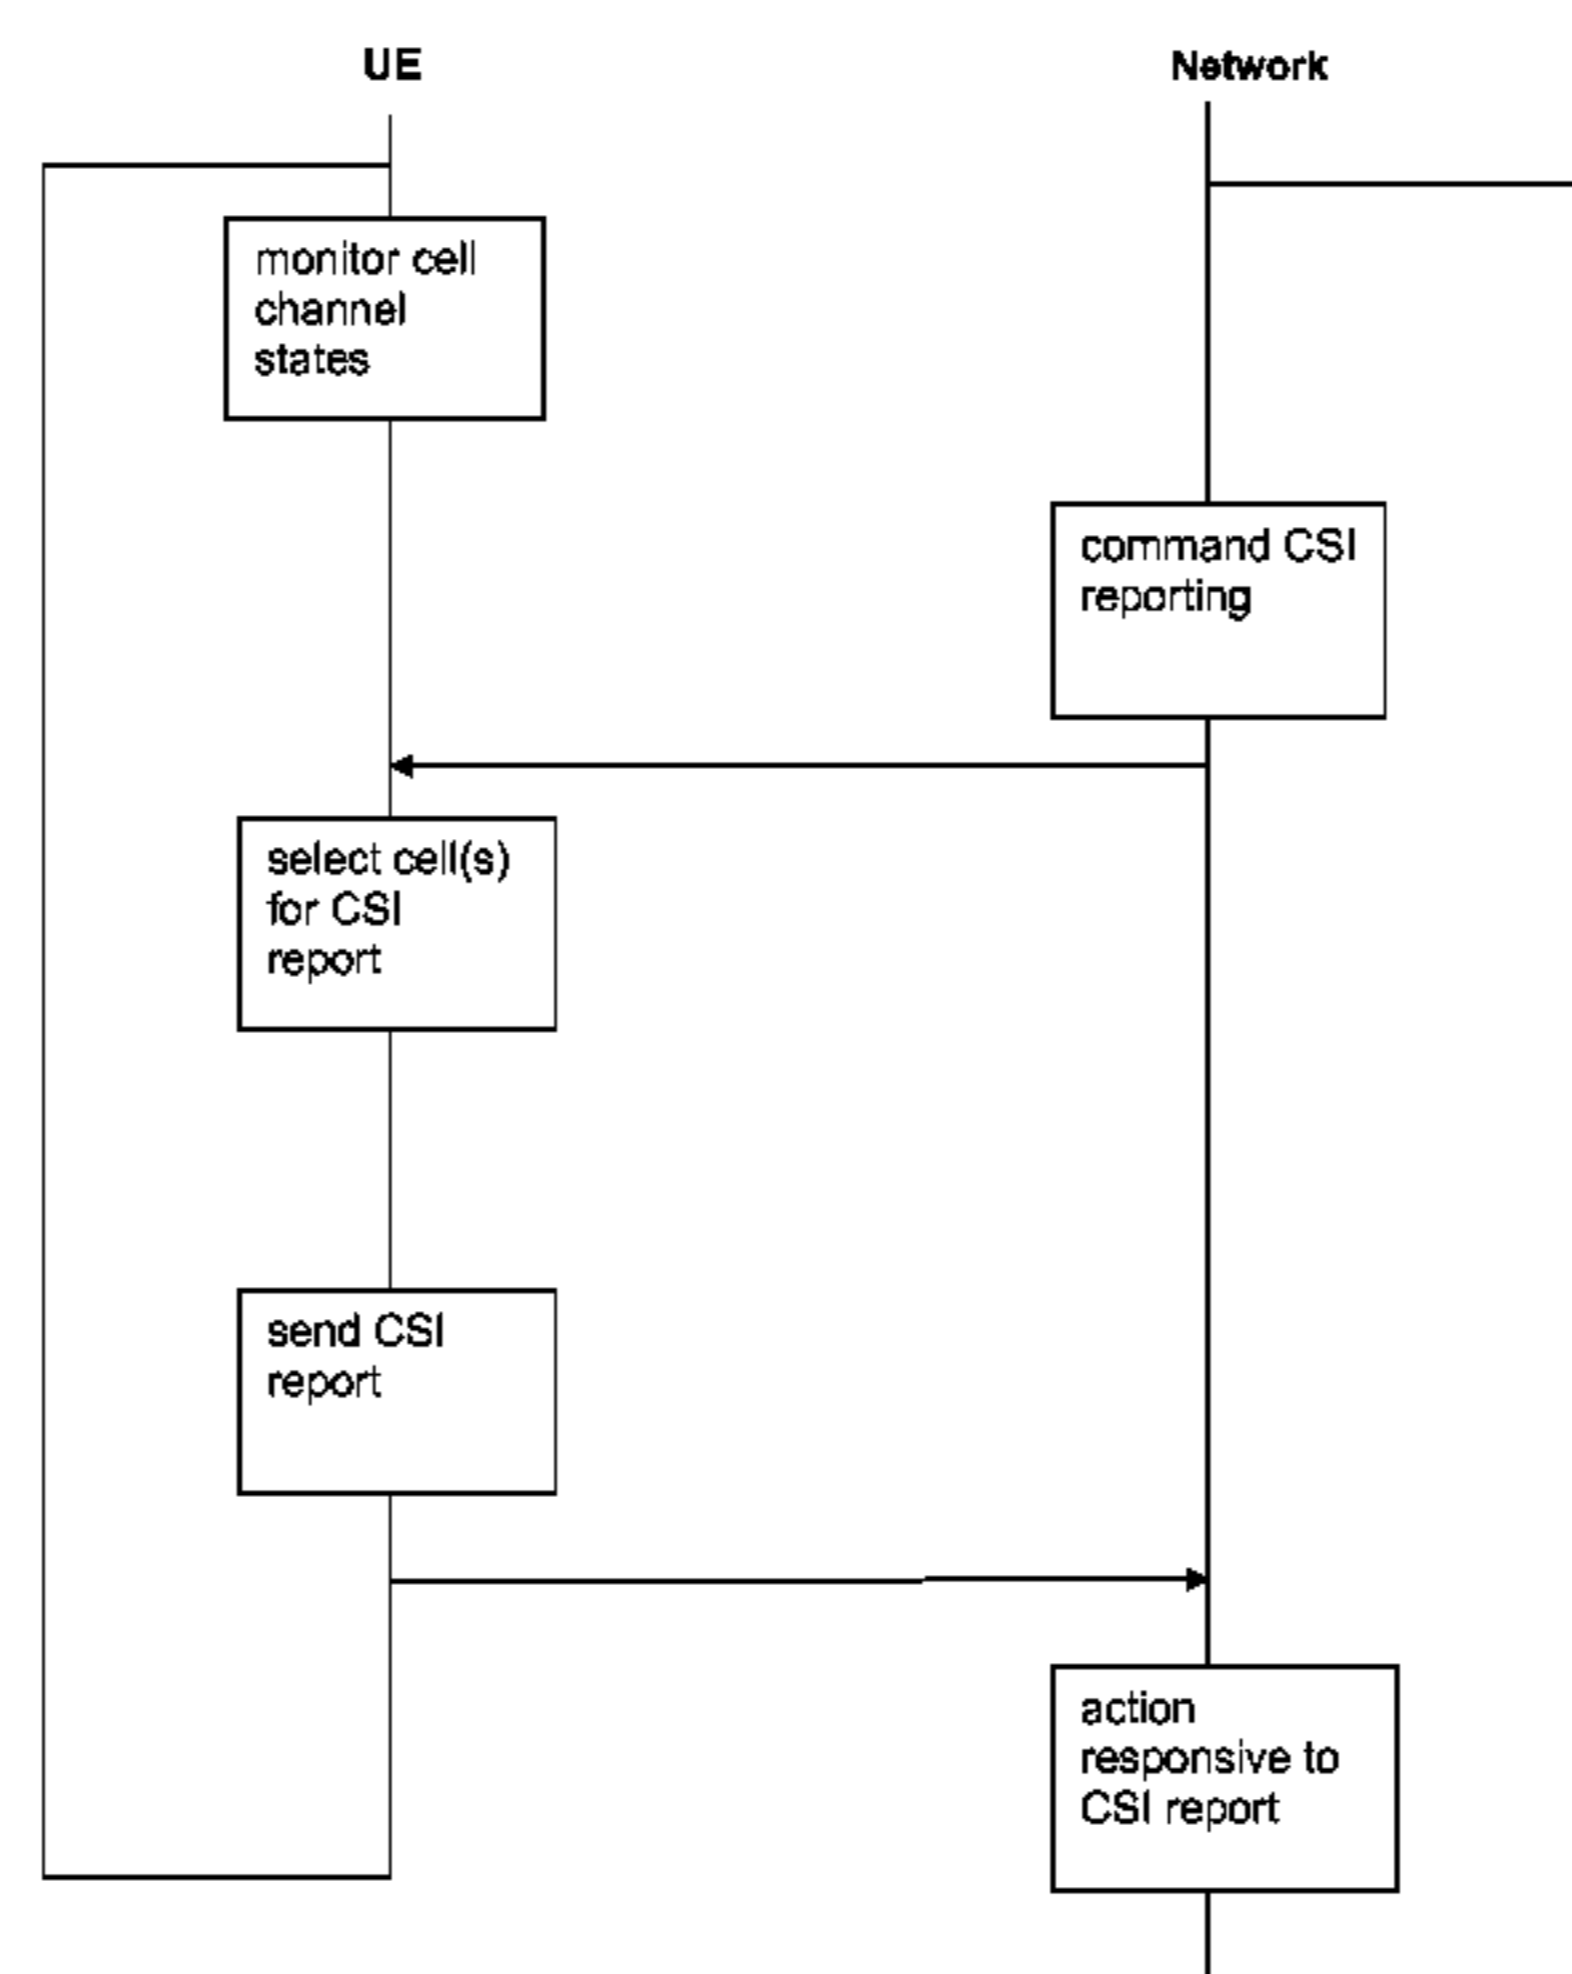 UE
Network
monitor cell
channel
states
command CSI
reporting
select cell(s)
for CSI
report
send CSI
report
action
responsive to
CSI report